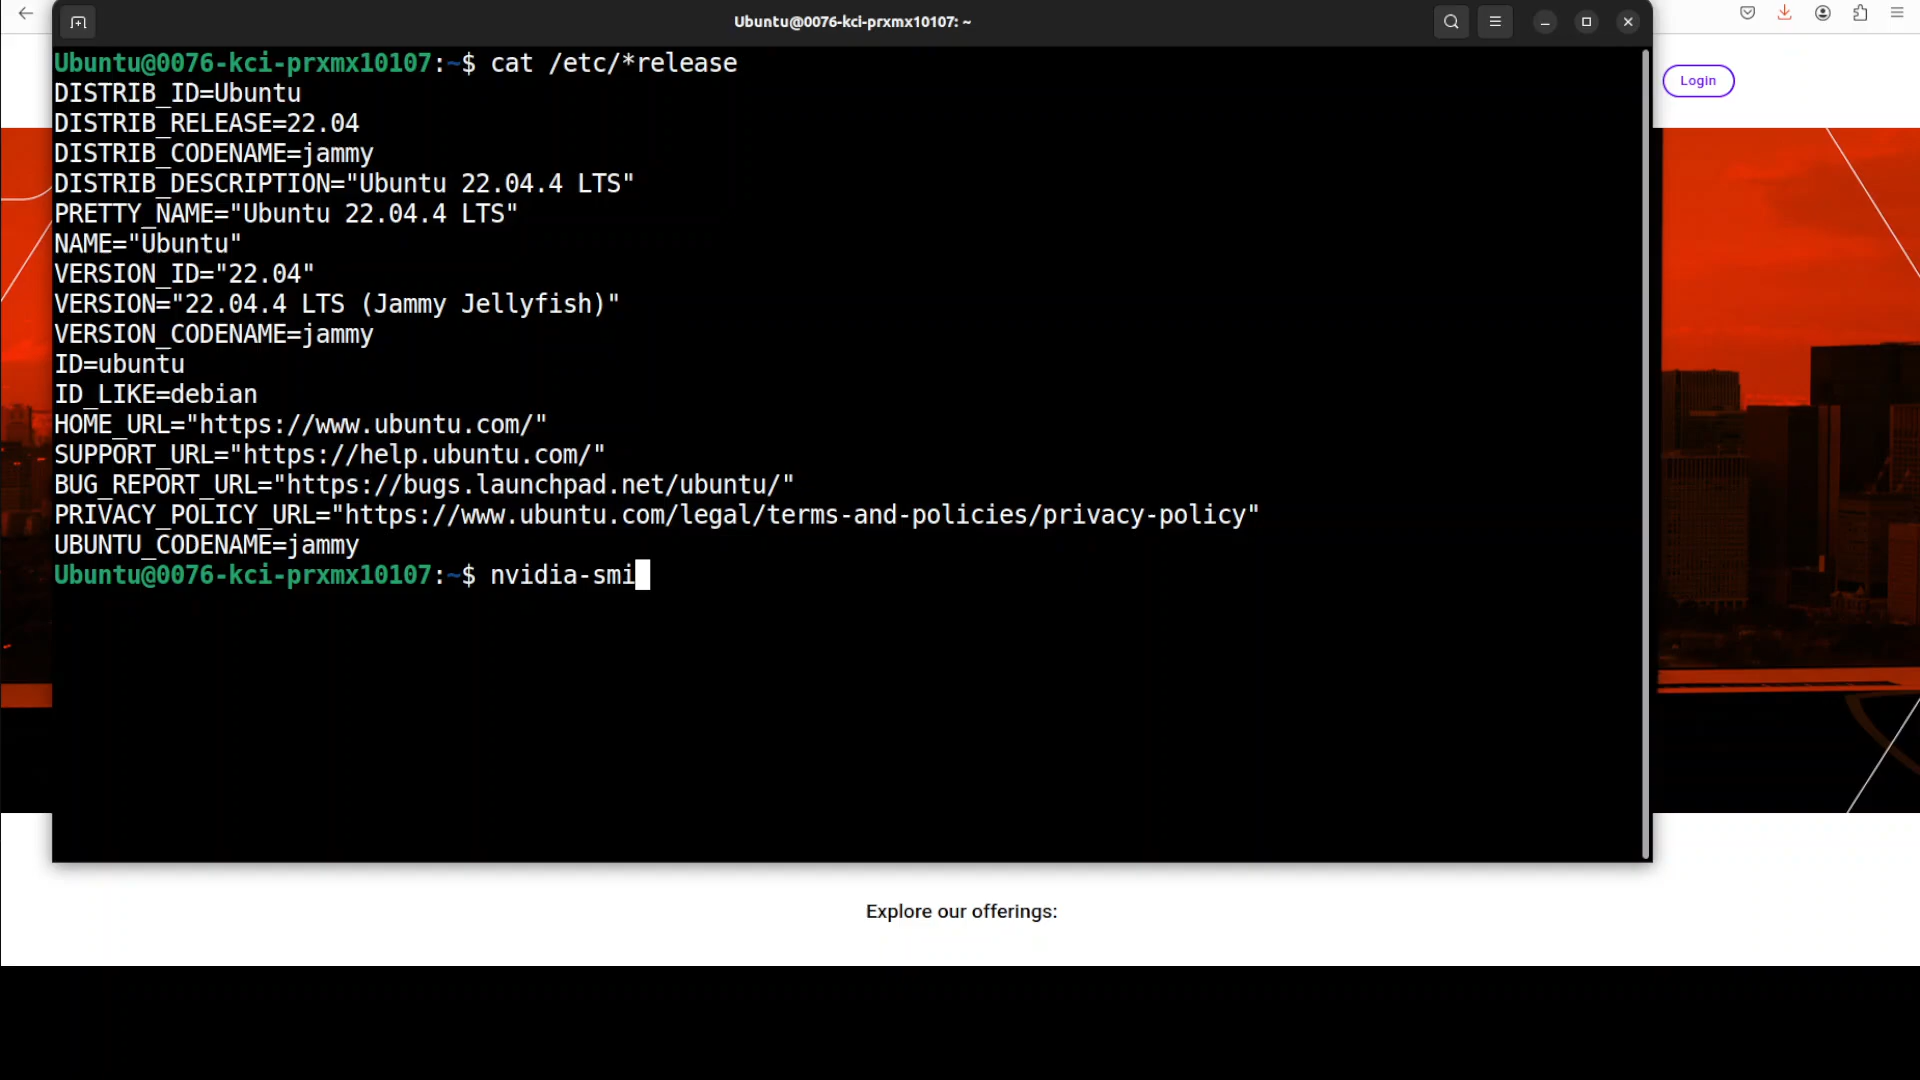 Ubuntu@0076-kci-prxmx10107: ~
Login
Ubuntu@0076-kci-prxmx10107:~$ cat /etc/*release
DISTRIB_ID=Ubuntu
DISTRIB_RELEASE=22.04
DISTRIB_CODENAME=jammy
DISTRIB_DESCRIPTION="Ubuntu 22.04.4 LTS"
PRETTY_NAME="Ubuntu 22.04.4 LTS"
NAME="Ubuntu"
VERSION_ID="22.04"
VERSION="22.04.4 LTS (Jammy Jellyfish)"
VERSION_CODENAME=jammy
ID=ubuntu
ID_LIKE=debian
HOME_URL="https://www.ubuntu.com/"
SUPPORT_URL="https://help.ubuntu.com/"
BUG_REPORT_URL="https://bugs.launchpad.net/ubuntu/"
PRIVACY_POLICY_URL="https://www.ubuntu.com/legal/terms-and-policies/privacy-policy"
UBUNTU_CODENAME=jammy
Ubuntu@0076-kci-prxmx10107:~$ nvidia-smi
Explore our offerings: